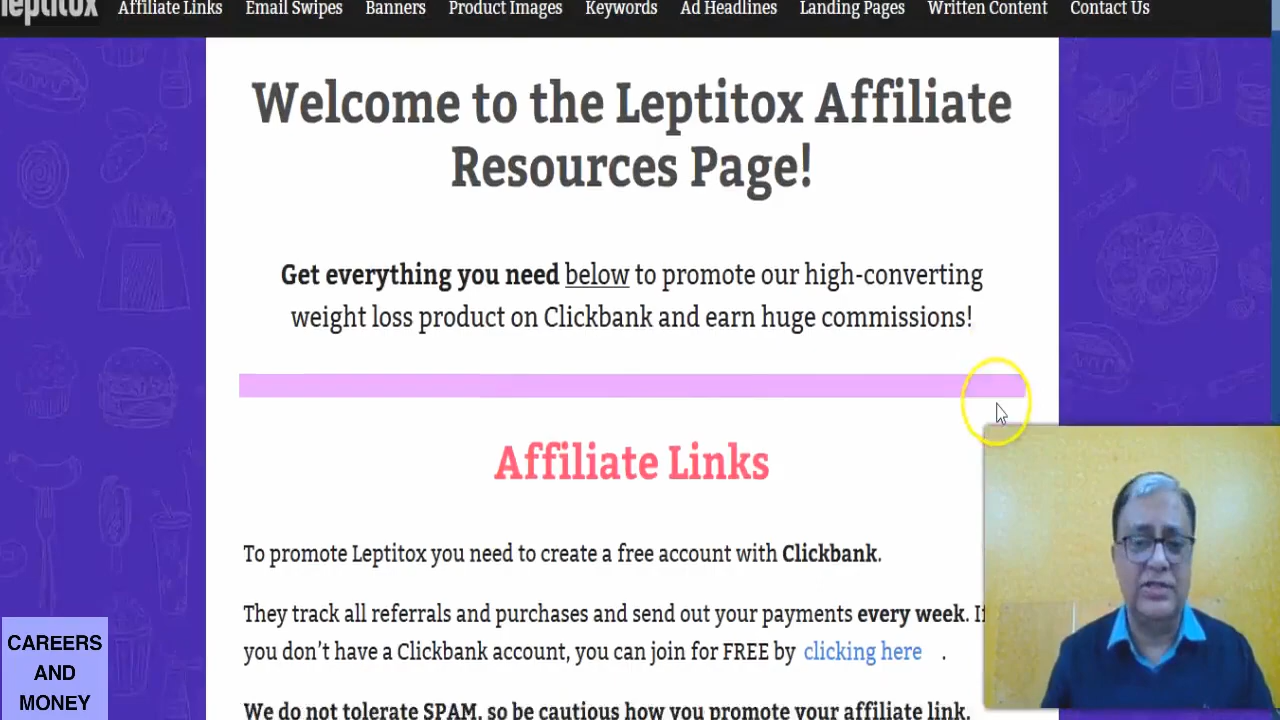 leptitox Affiliate Links Email Swipes Banners Product Images Keywords Ad Headlines Landing Pages Written Content Contact Us
Welcome to the Leptitox Affiliate
Resources Page!
Get everything you need below to promote our high-converting
weight loss product on Clickbank and earn huge commissions!
Affiliate Links
To promote Leptitox you need to create a free account with Clickbank.
They track all referrals and purchases and send out your payments every week. If
you don't have a Clickbank account, you can join for FREE by clicking here .
We do not tolerate SPAM, so be cautious how you promote your affiliate link.
CAREERS
AND
MONEY